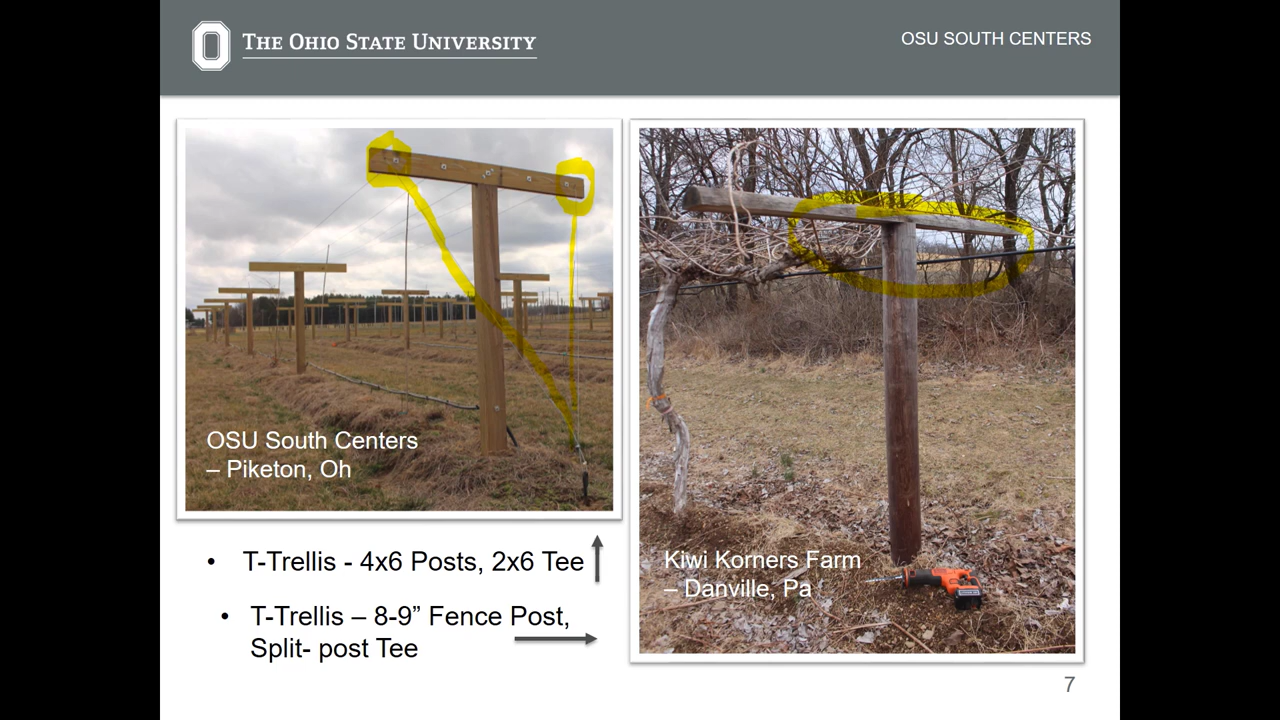 THE OHIO STATE UNIVERSITY
OSU SOUTH CENTERS
OSU South Centers
– Piketon, Oh
Kiwi Korners Farm
– Danville, Pa
• T-Trellis - 4x6 Posts, 2x6 Tee
• T-Trellis – 8-9” Fence Post,
Split- post Tee
7